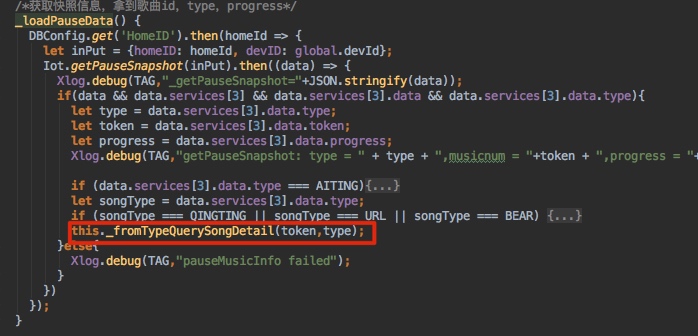 /*获取快照信息，拿到歌曲id，type，progress*/
_loadPauseData() {
DBConfig.get('HomeID').then(homeId => {
let inPut = {homeID: homeId, devID: global.devId};
Iot.getPauseSnapshot(inPut).then((data) => {
Xlog.debug(TAG,"_getPauseSnapshot="+JSON.stringify(data));
if(data && data.services[3] && data.services[3].data && data.services[3].data.type){
let type = data.services[3].data.type;
let token = data.services[3].data.token;
let progress = data.services[3].data.progress;
Xlog.debug(TAG,"getPauseSnapshot: type = " + type + ",musicnum = "+token + ",progress = "+
if (data.services[3].data.type === AITING){...}
let songType = data.services[3].data.type;
if (songType === QINGTING || songType === URL || songType === BEAR) {...}
this._fromTypeQuerySongDetail(token,type);
}else{
Xlog.debug(TAG,"pauseMusicInfo failed");
}
})
});
}